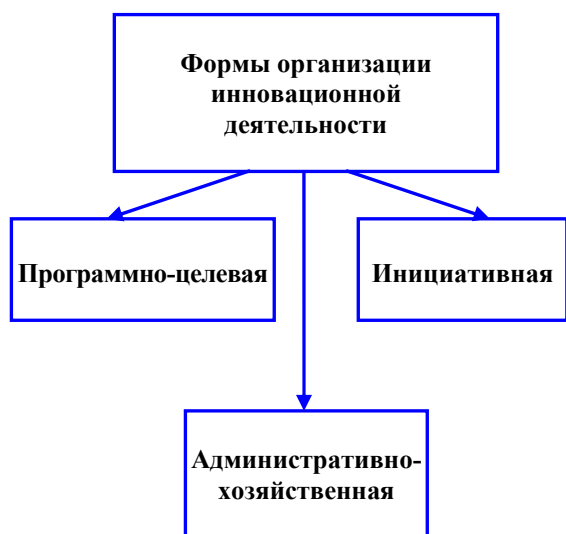 Формы организации
инновационной
деятельности
Программно-целевая
Инициативная
Административно-
хозяйственная